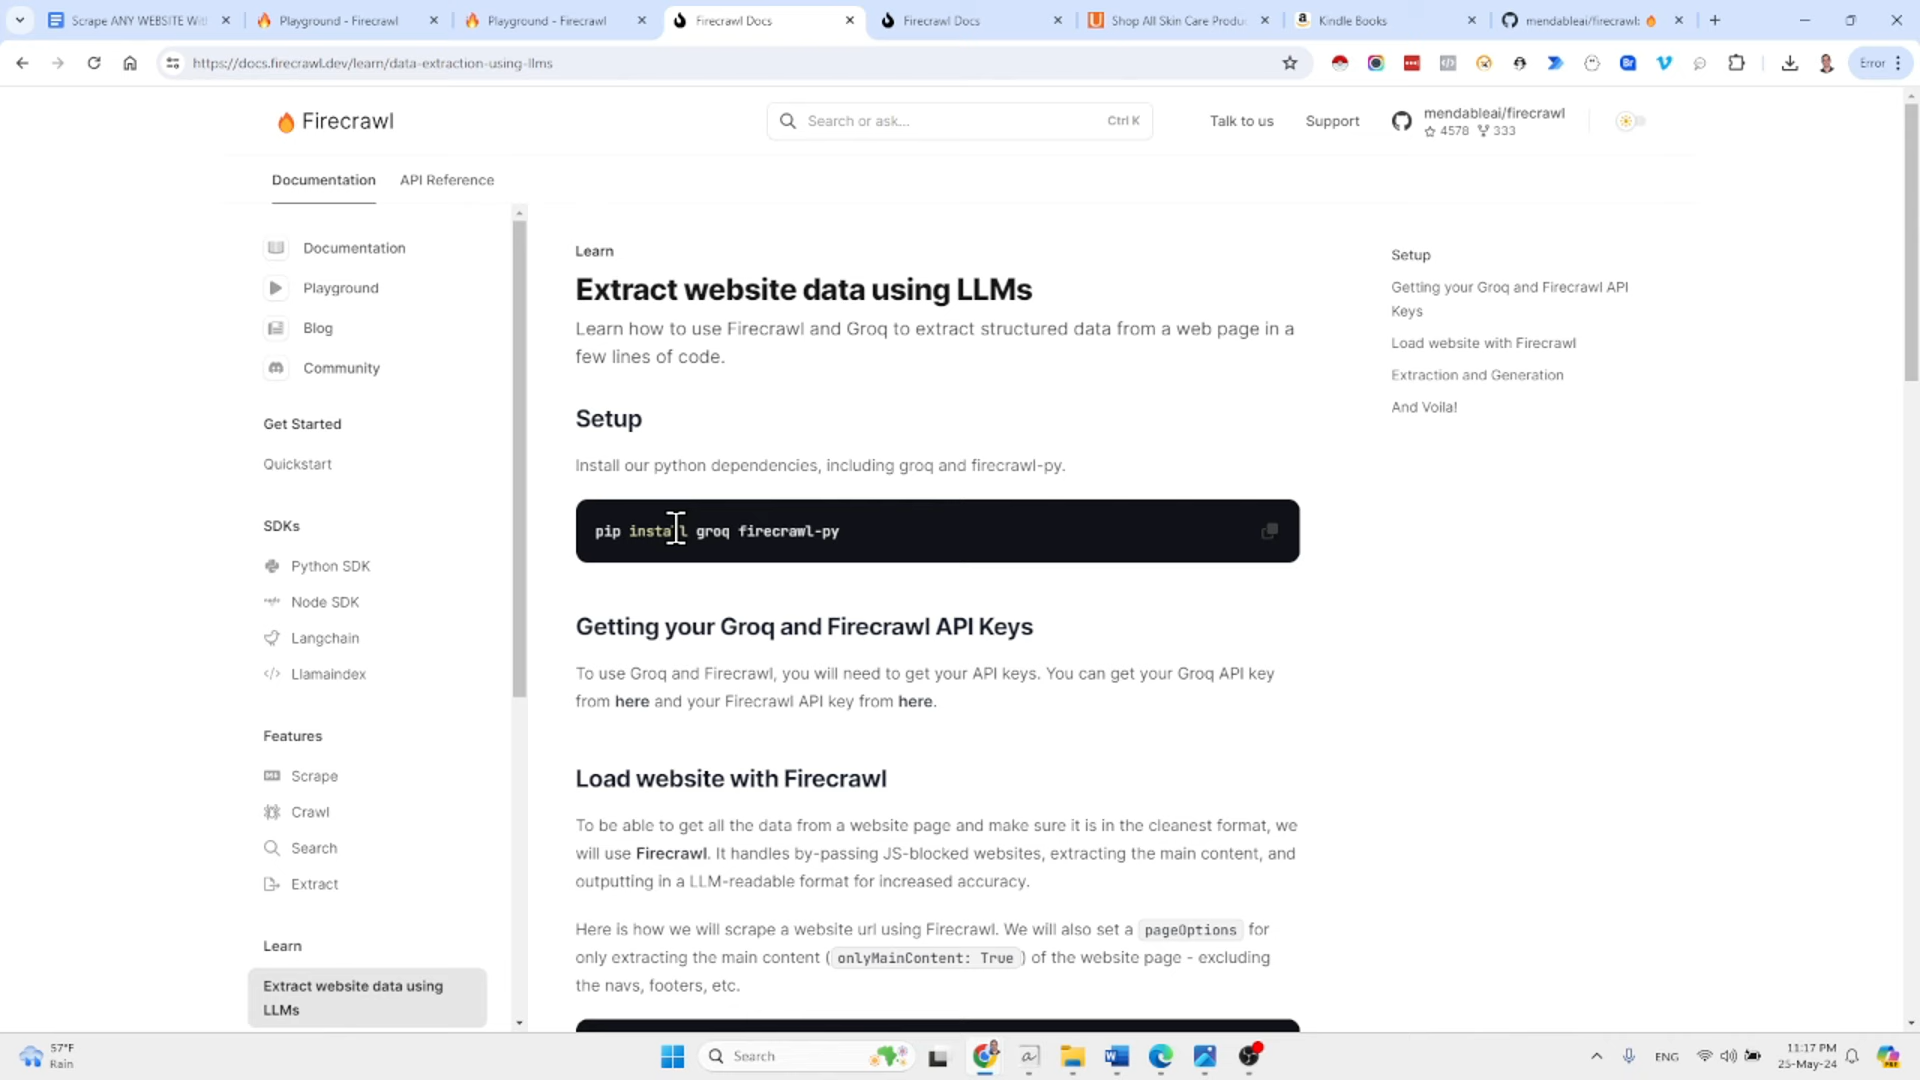 Scrape ANY WEBSITE Wit
Playground - Firecrawl
Playground - Firecrawl
Firecrawl Docs
Firecrawl Docs
Shop All Skin Care Produ
Kindle Books
mendableai/firecrawl:
https://docs.firecrawl.dev/learn/data-extraction-using-llms
Error
Firecrawl
Search or ask...
Ctrl K
Talk to us
Support
mendableai/firecrawl
4578 333
Documentation
API Reference
Documentation
Playground
Blog
Community
Get Started
Quickstart
SDKs
Python SDK
Node SDK
Langchain
Llamaindex
Features
Scrape
Crawl
Search
Extract
Learn
Extract website data using
LLMs
Learn
Extract website data using LLMs
Learn how to use Firecrawl and Groq to extract structured data from a web page in a
few lines of code.
Setup
Install our python dependencies, including groq and firecrawl-py.
pip install groq firecrawl-py
Getting your Groq and Firecrawl API Keys
To use Groq and Firecrawl, you will need to get your API keys. You can get your Groq API key
from here and your Firecrawl API key from here.
Load website with Firecrawl
To be able to get all the data from a website page and make sure it is in the cleanest format, we
will use Firecrawl. It handles by-passing JS-blocked websites, extracting the main content, and
outputting in a LLM-readable format for increased accuracy.
Here is how we will scrape a website url using Firecrawl. We will also set a pageOptions for
only extracting the main content (onlyMainContent: True) of the website page - excluding
the navs, footers, etc.
Setup
Getting your Groq and Firecrawl API
Keys
Load website with Firecrawl
Extraction and Generation
And Voila!
57°F
Rain
Search
ENG
11:17 PM
25-May-24